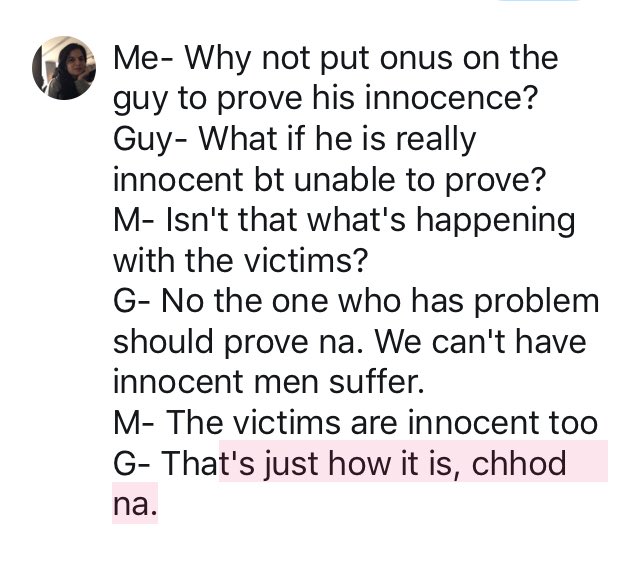 Me- Why not put onus on the
guy to prove his innocence?
Guy- What if he is really
innocent bt unable to prove?
M- Isn't that what's happening
with the victims?
G- No the one who has problem
should prove na. We can't have
innocent men suffer.
M- The victims are innocent too
G- That's just how it is, chhod
na.